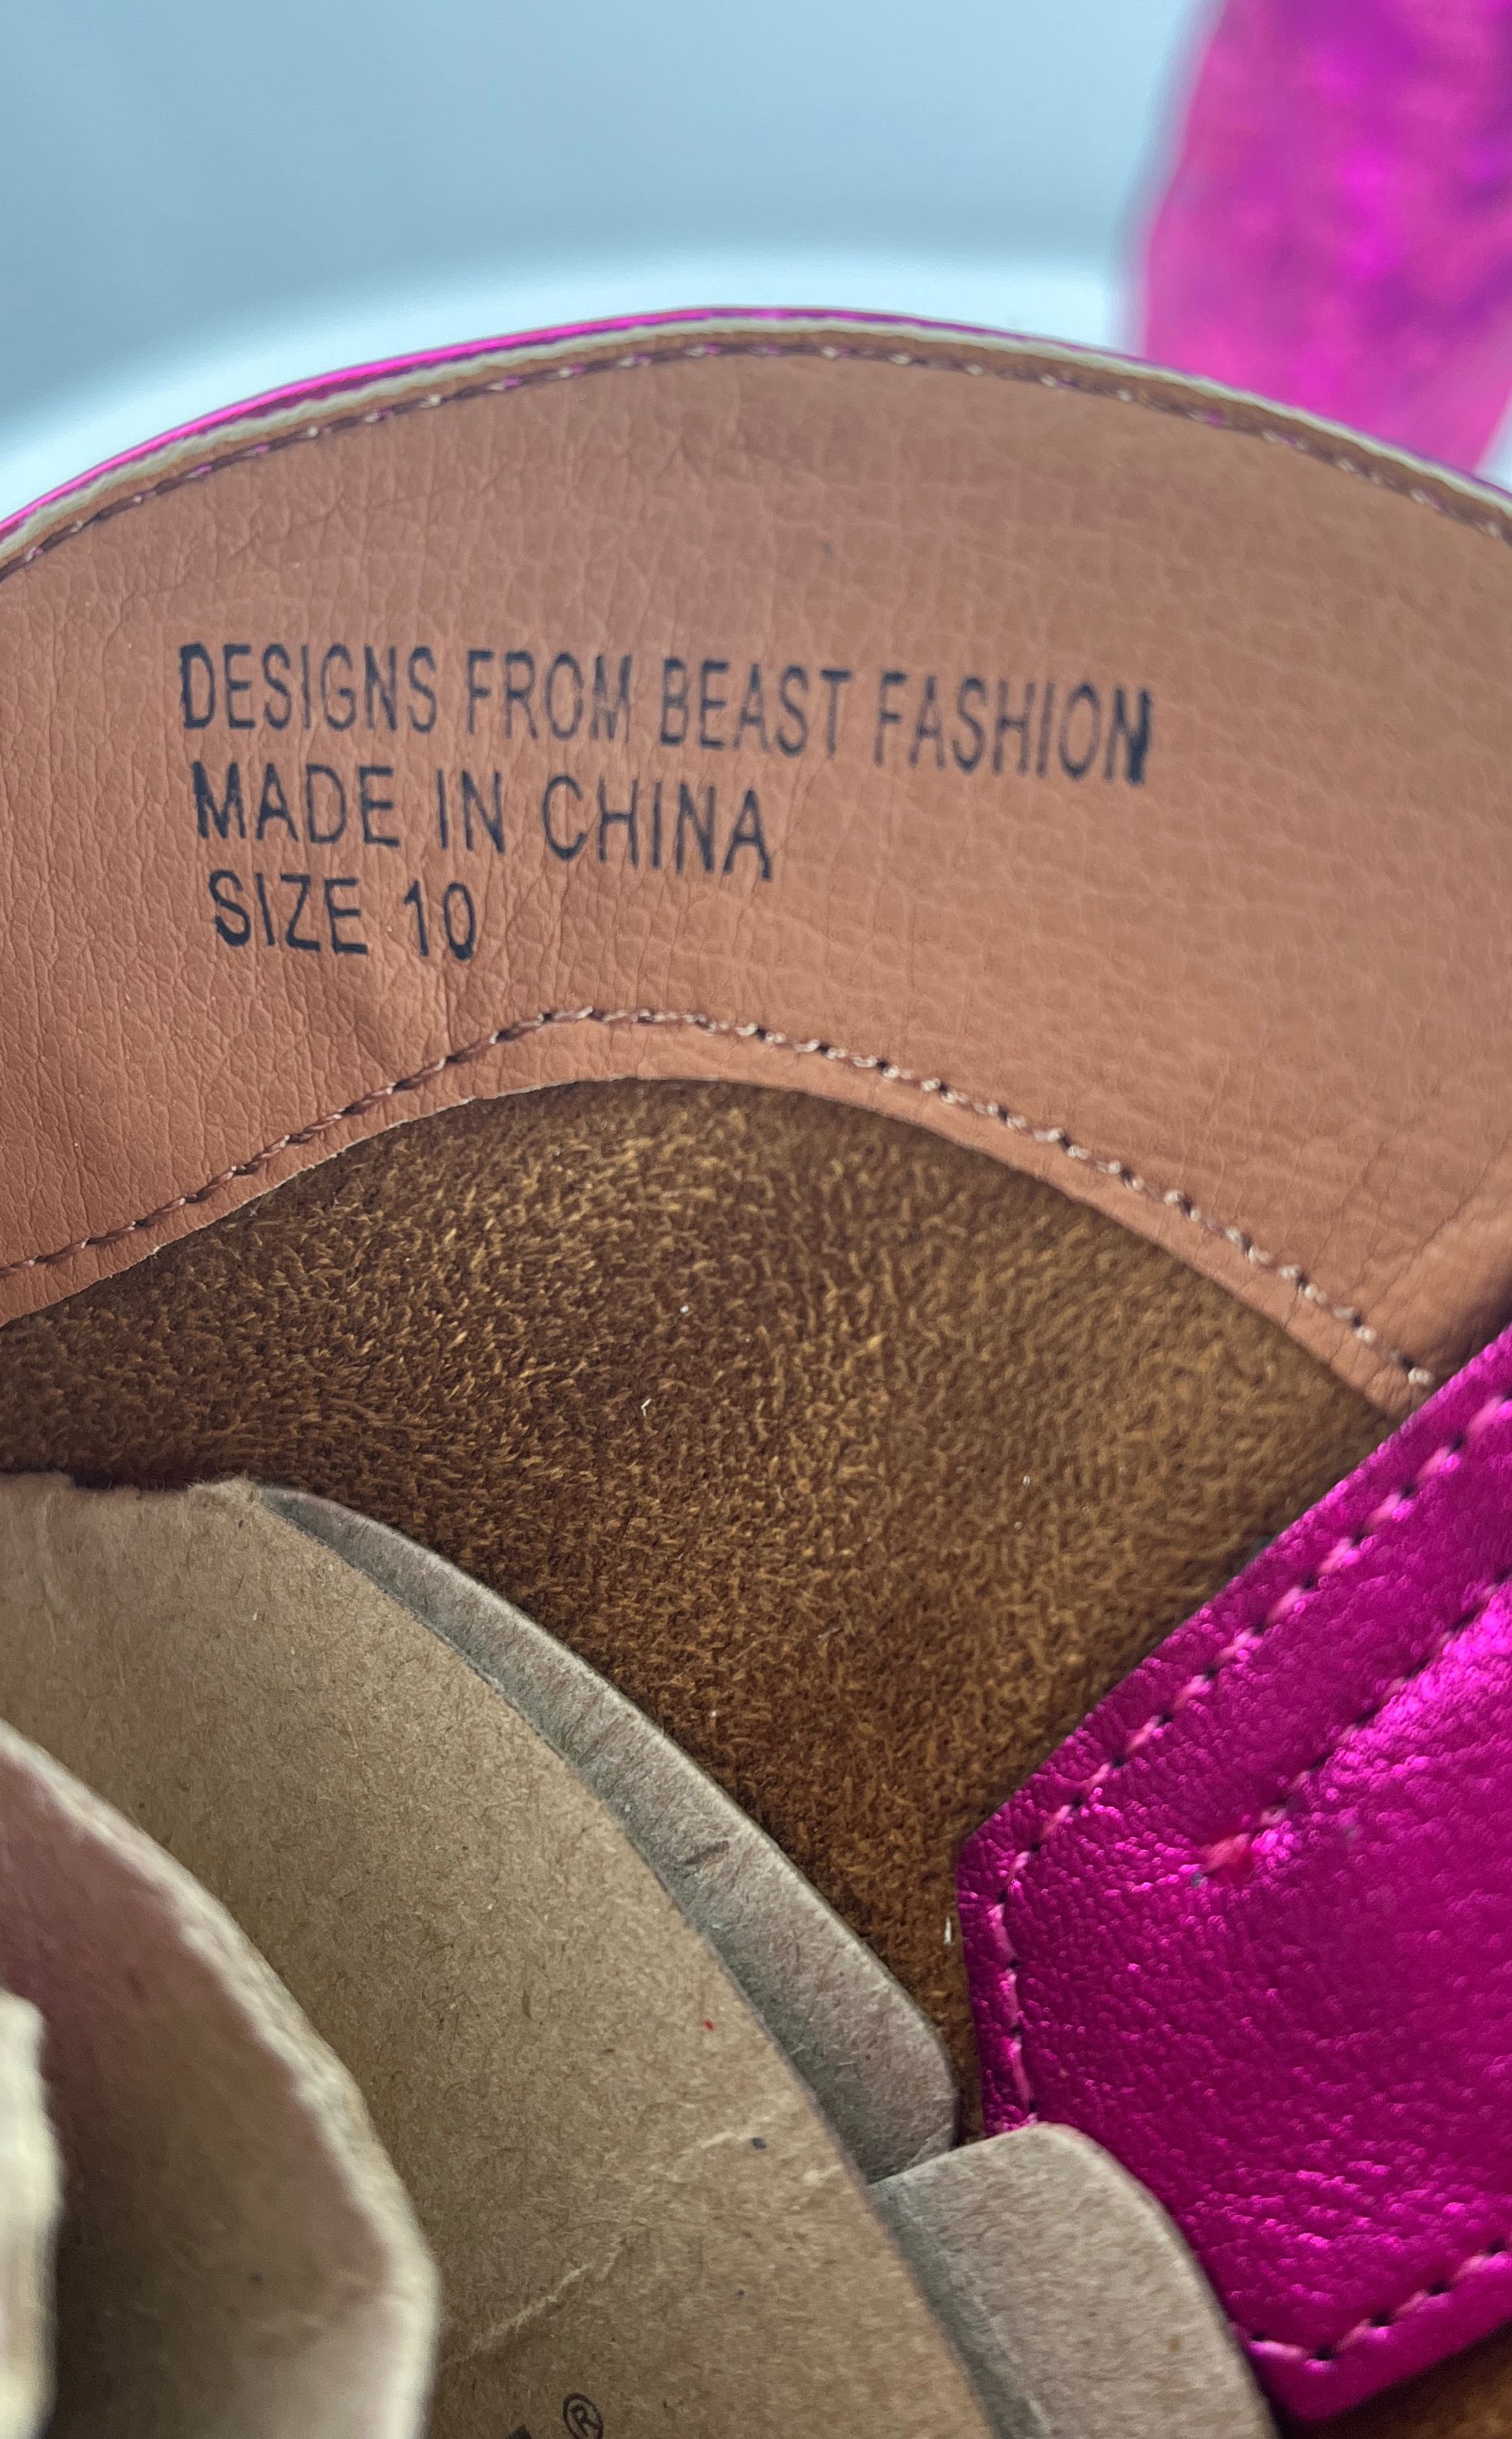 DESIGNS FROM BEAST FASHION
MADE IN CHINA
SIZE 10
®